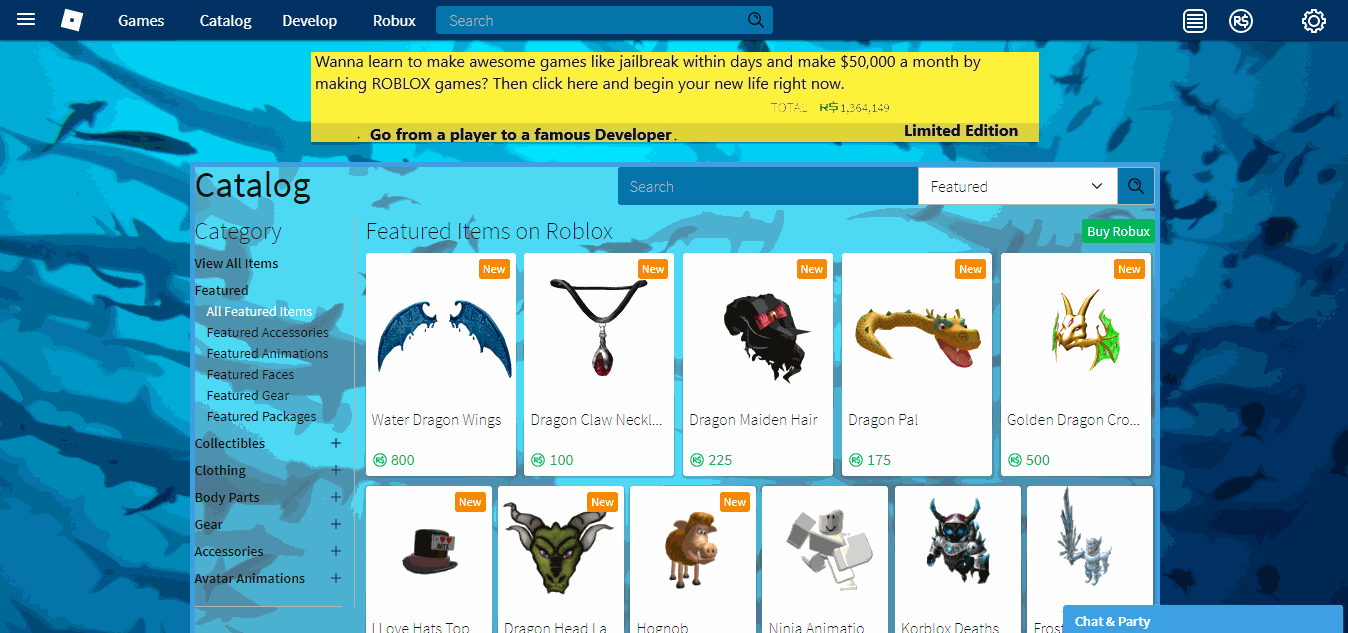 Games Catalog Develop Robux Search
Wanna learn to make awesome games like jailbreak within days and make $50,000 a month by
making ROBLOX games? Then click here and begin your new life right now.
TOTAL R$ 1,364,149
. Go from a player to a famous Developer.
Limited Edition
Catalog
Search
Featured
Category
View All Items
Featured
All Featured Items
Featured Accessories
Featured Animations
Featured Faces
Featured Gear
Featured Packages
Collectibles +
Clothing +
Body Parts +
Gear +
Accessories +
Avatar Animations +
Featured Items on Roblox
Buy Robux
New New New New New
Water Dragon Wings Dragon Claw Neckl... Dragon Maiden Hair Dragon Pal Golden Dragon Cro...
R$ 800 R$ 100 R$ 225 R$ 175 R$ 500
New New New
I Love Hats Top Dragon Head La Hognob Ninja Animatio Korblox Deaths Frost
Chat & Party